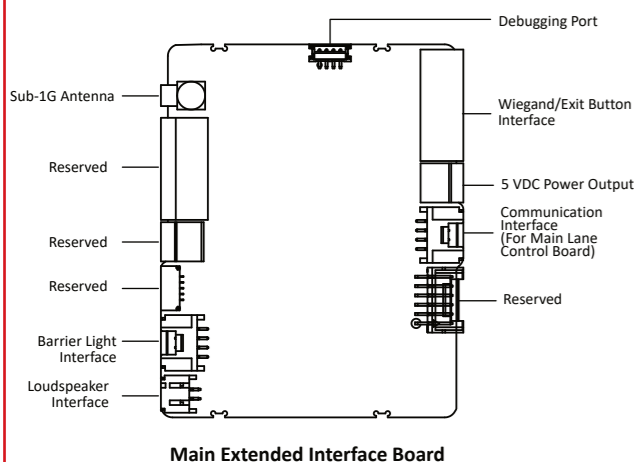 Debugging Port
Sub-1G Antenna
Reserved
Reserved
Reserved
Barrier Light
Interface
Loudspeaker
Interface
Wiegand/Exit Button
Interface
5 VDC Power Output
Communication
Interface
(For Main Lane
Control Board)
Reserved
Main Extended Interface Board